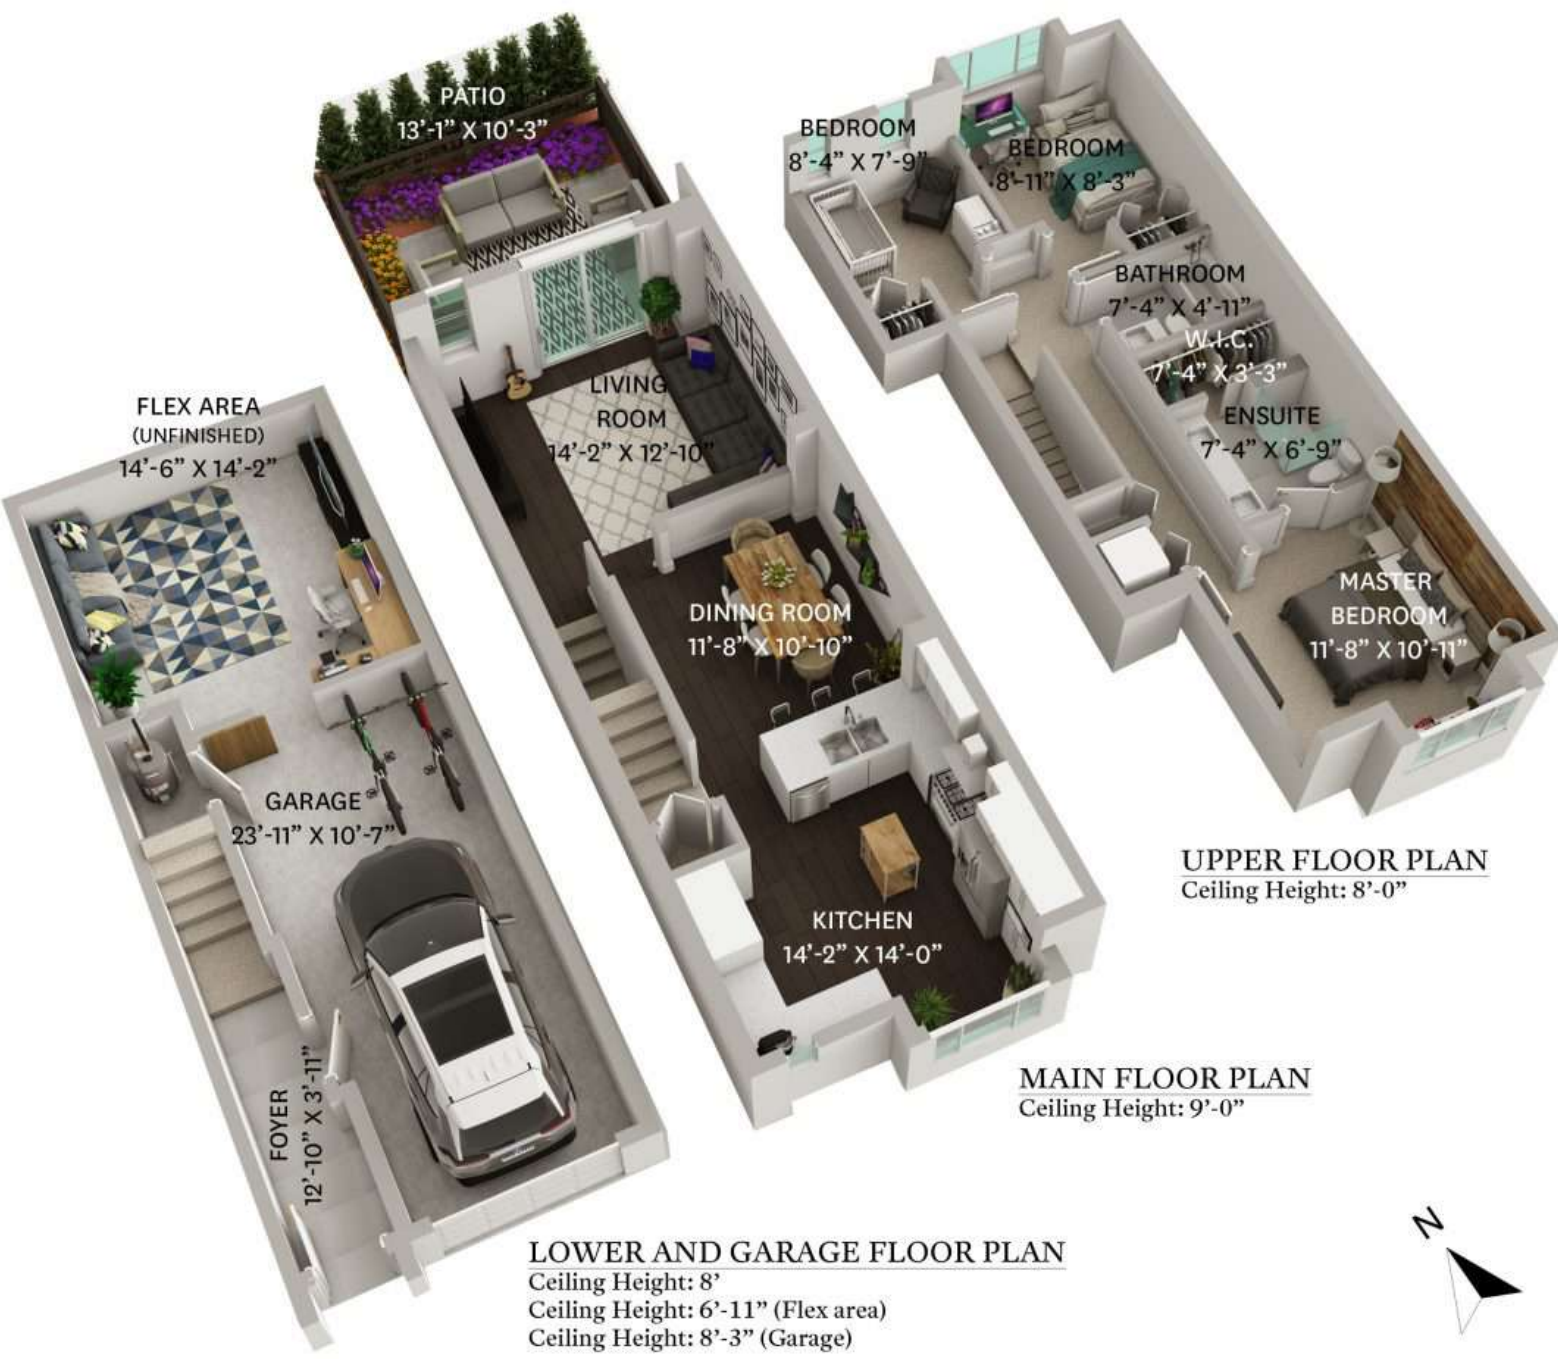 PATIO
13'-1” X 10'-3”
BEDROOM
8'-4” X 7'-9”
BEDROOM
8'-11” X 8'-3”
BATHROOM
7'-4” X 4'-11”
W.I.C.
7'-4” X 3'-3”
ENSUITE
7'-4” X 6'-9”
MASTER
BEDROOM
11'-8” X 10'-11”
UPPER FLOOR PLAN
Ceiling Height: 8'-0”
LIVING
ROOM
14'-2” X 12'-10”
DINING ROOM
11'-8” X 10'-10”
KITCHEN
14'-2” X 14'-0”
MAIN FLOOR PLAN
Ceiling Height: 9'-0”
FLEX AREA
(UNFINISHED)
14'-6” X 14'-2”
GARAGE
23'-11” X 10'-7”
FOYER
12'-10” X 3'-11”
LOWER AND GARAGE FLOOR PLAN
Ceiling Height: 8'
Ceiling Height: 6'-11” (Flex area)
Ceiling Height: 8'-3” (Garage)
N